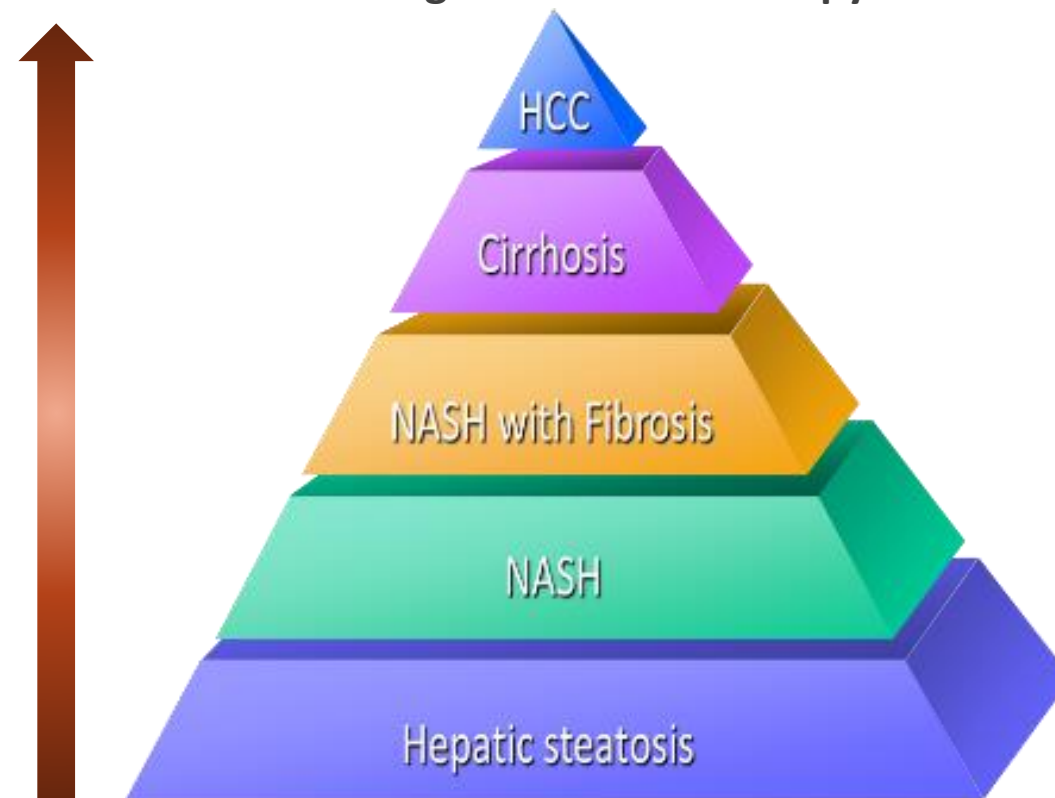 HCC
Cirrhosis
NASH with Fibrosis
NASH
Hepatic steatosis